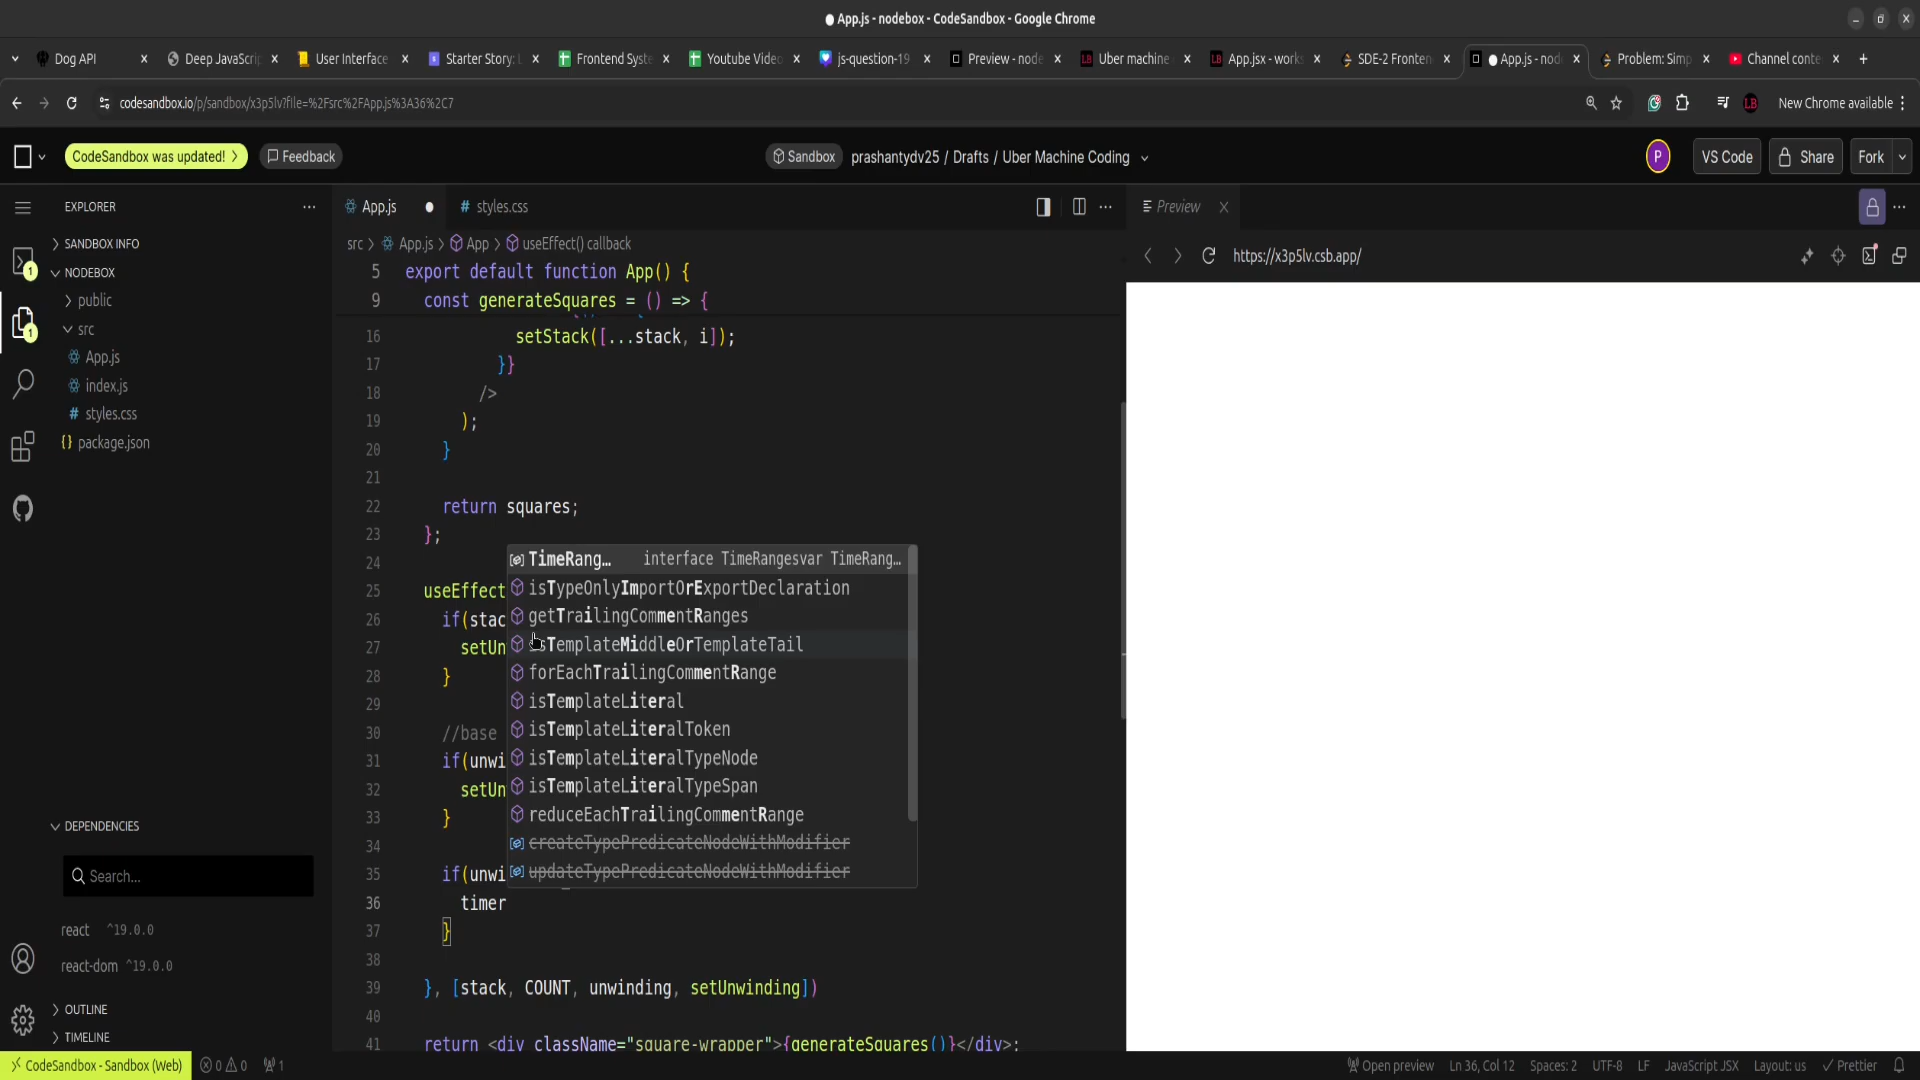 App.js - nodebox - CodeSandbox - Google Chrome
Dog API
Deep JavaScri
User Interface
Starter Story: L
Frontend Syst
Youtube Video
js-question-19
Preview - node
Uber machine
App.jsx - works
SDE-2 Fronten
App.js - nod
Problem: Simp
Channel conte
codesandbox.io/p/sandbox/x3p5lv?file=%2Fsrc%2FApp.js%3A36%2C7
LB
New Chrome available
CodeSandbox was updated!
Feedback
Sandbox
prashantydv25 / Drafts / Uber Machine Coding
P
VS Code
Share
Fork
EXPLORER
App.js
styles.css
Preview
SANDBOX INFO
src > App.js > App > useEffect() callback
https://x3p5lv.csb.app/
NODEBOX
public
src
App.js
index.js
styles.css
package.json
1
1
5 export default function App() {
9 const generateSquares = () => {
16 setStack([...stack, i]);
17 }}
18 />
19 );
20 }
21
22 return squares;
23 };
24
25 useEffect
26 if(stac
27 setUn
28 }
29
30 //base
31 if(unwi
32 setUn
33 }
34
35 if(unwi
36 timer
37 }
38
39 }, [stack, COUNT, unwinding, setUnwinding])
40
41 return <div className="square-wrapper">{generateSquares()}</div>;
TimeRang… interface TimeRangesvar TimeRang…
isTypeOnlyImportOrExportDeclaration
getTrailingCommentRanges
isTemplateMiddleOrTemplateTail
forEachTrailingCommentRange
isTemplateLiteral
isTemplateLiteralToken
isTemplateLiteralTypeNode
isTemplateLiteralTypeSpan
reduceEachTrailingCommentRange
createTypePredicateNodeWithModifier
updateTypePredicateNodeWithModifier
DEPENDENCIES
Search...
react ^19.0.0
react-dom ^19.0.0
OUTLINE
TIMELINE
CodeSandbox - Sandbox (Web)
0
0
1
Open preview
Ln 36, Col 12
Spaces: 2
UTF-8
LF
JavaScript JSX
Layout: us
Prettier